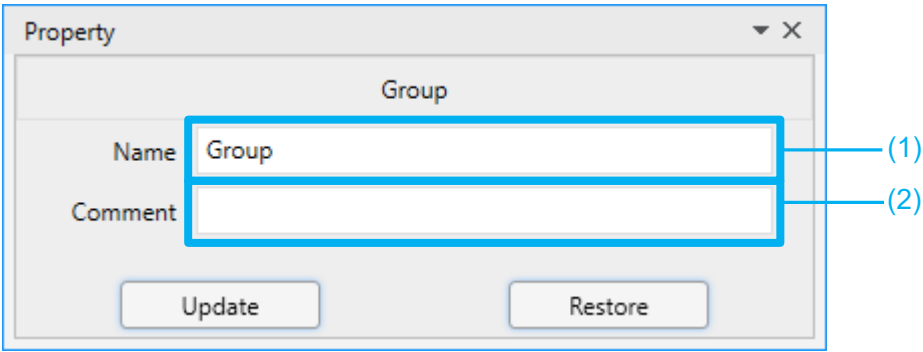 Property
Group
Name Group (1)
Comment (2)
Update Restore